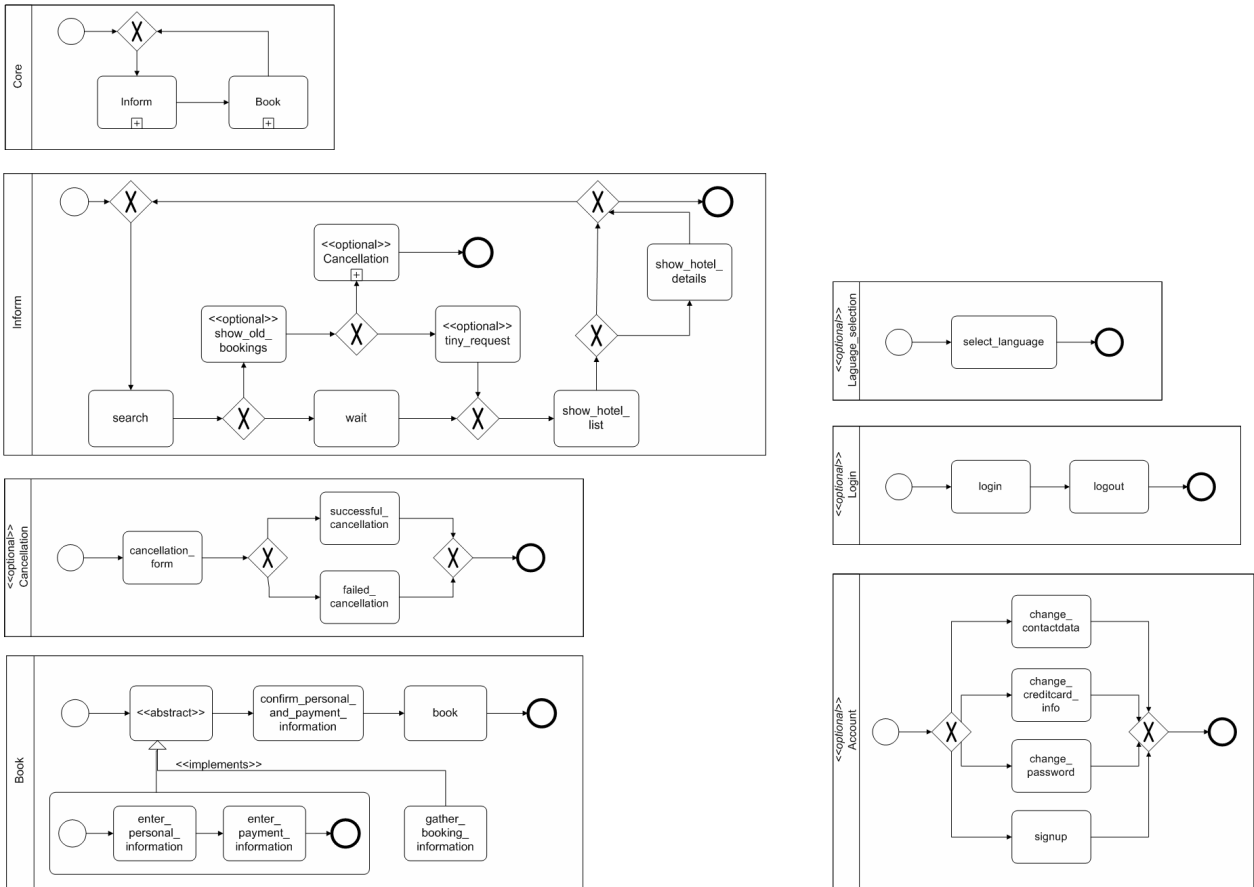 Core
X
Inform
+
Book
+
Inform
X
X
<<optional>>
Cancellation
+
show_hotel_
details
<<optional>>
show_old_
bookings
X
<<optional>>
tiny_request
X
search
X
wait
X
show_hotel_
list
<<optional>>
Cancellation
cancellation_
form
X
successful_
cancellation
failed_
cancellation
X
Book
<<abstract>>
confirm_personal_
and_payment_
information
book
<<implements>>
enter_
personal_
information
enter_
payment_
information
gather_
booking_
information
<<optional>>
Laguage_selection
select_language
<<optional>>
Login
login
logout
<<optional>>
Account
X
change_
contactdata
change_
creditcard_
info
change_
password
signup
X